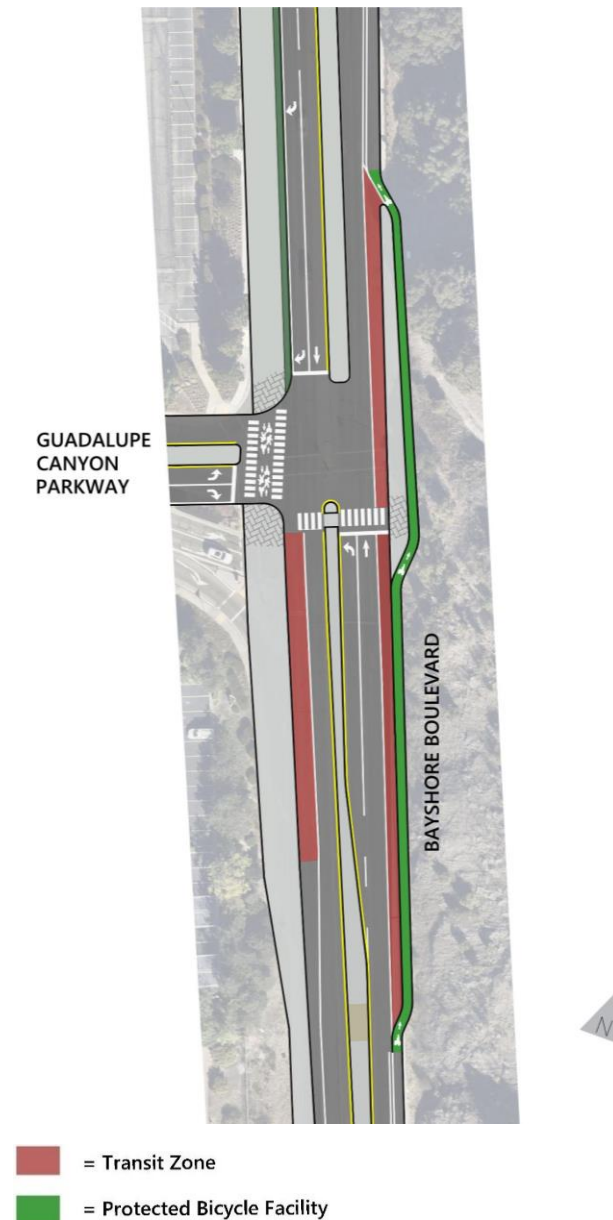 GUADALUPE
CANYON
PARKWAY
BAYSHORE BOULEVARD
N
= Transit Zone
= Protected Bicycle Facility